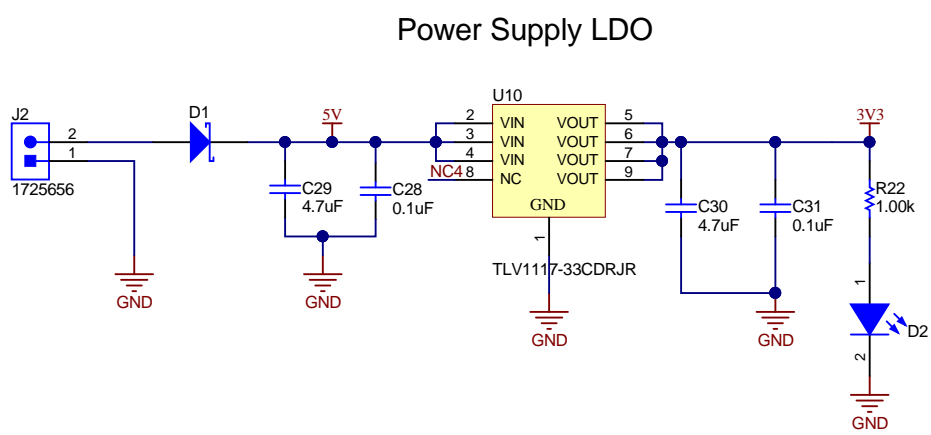 Power Supply LDO
J2
2
1
1725656
GND
D1
5V
C29
4.7uF
C28
0.1uF
GND
U10
2 VIN VOUT 5
3 VIN VOUT 6
4 VIN VOUT 7
NC4 8 NC VOUT 9
GND
1
TLV1117-33CDRJR
GND
C30
4.7uF
C31
0.1uF
GND
3V3
R22
1.00k
1
D2
2
GND